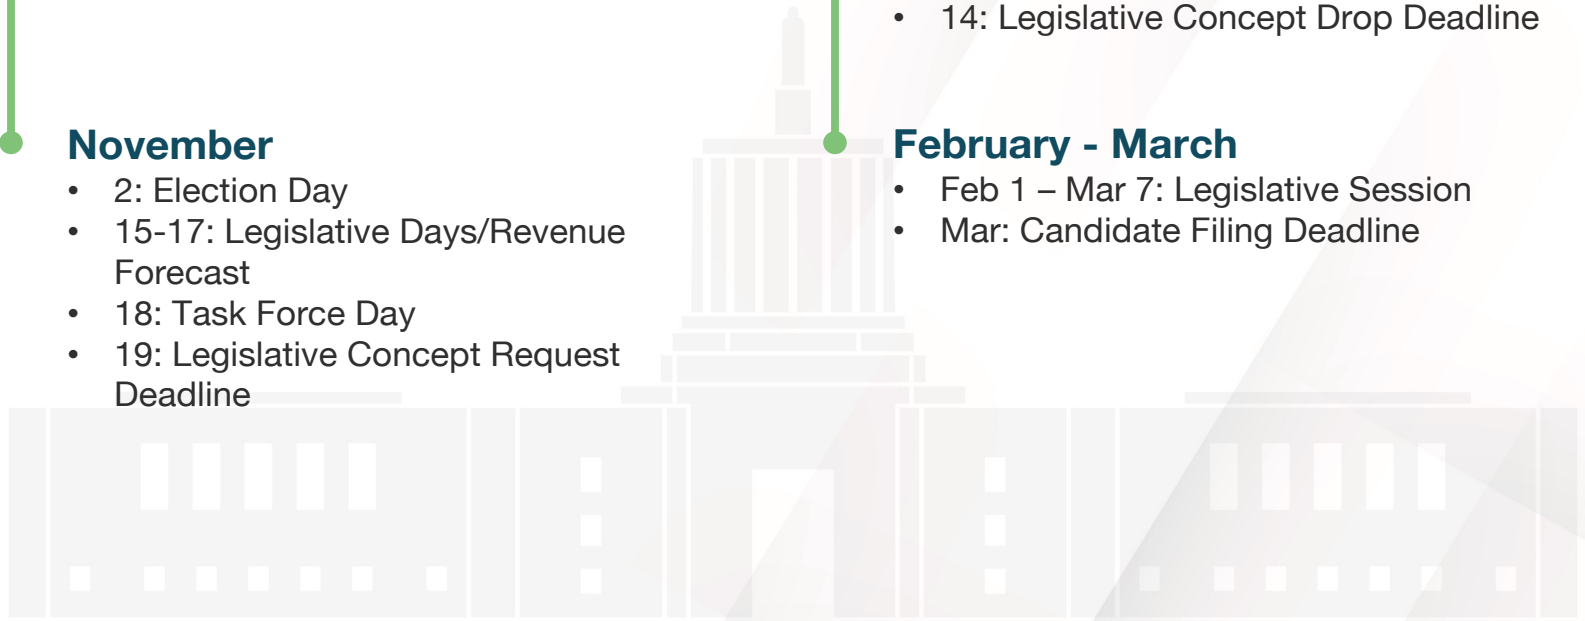 November
• 2: Election Day
• 15-17: Legislative Days/Revenue
Forecast
• 18: Task Force Day
• 19: Legislative Concept Request
Deadline
• 14: Legislative Concept Drop Deadline
February - March
• Feb 1 – Mar 7: Legislative Session
• Mar: Candidate Filing Deadline